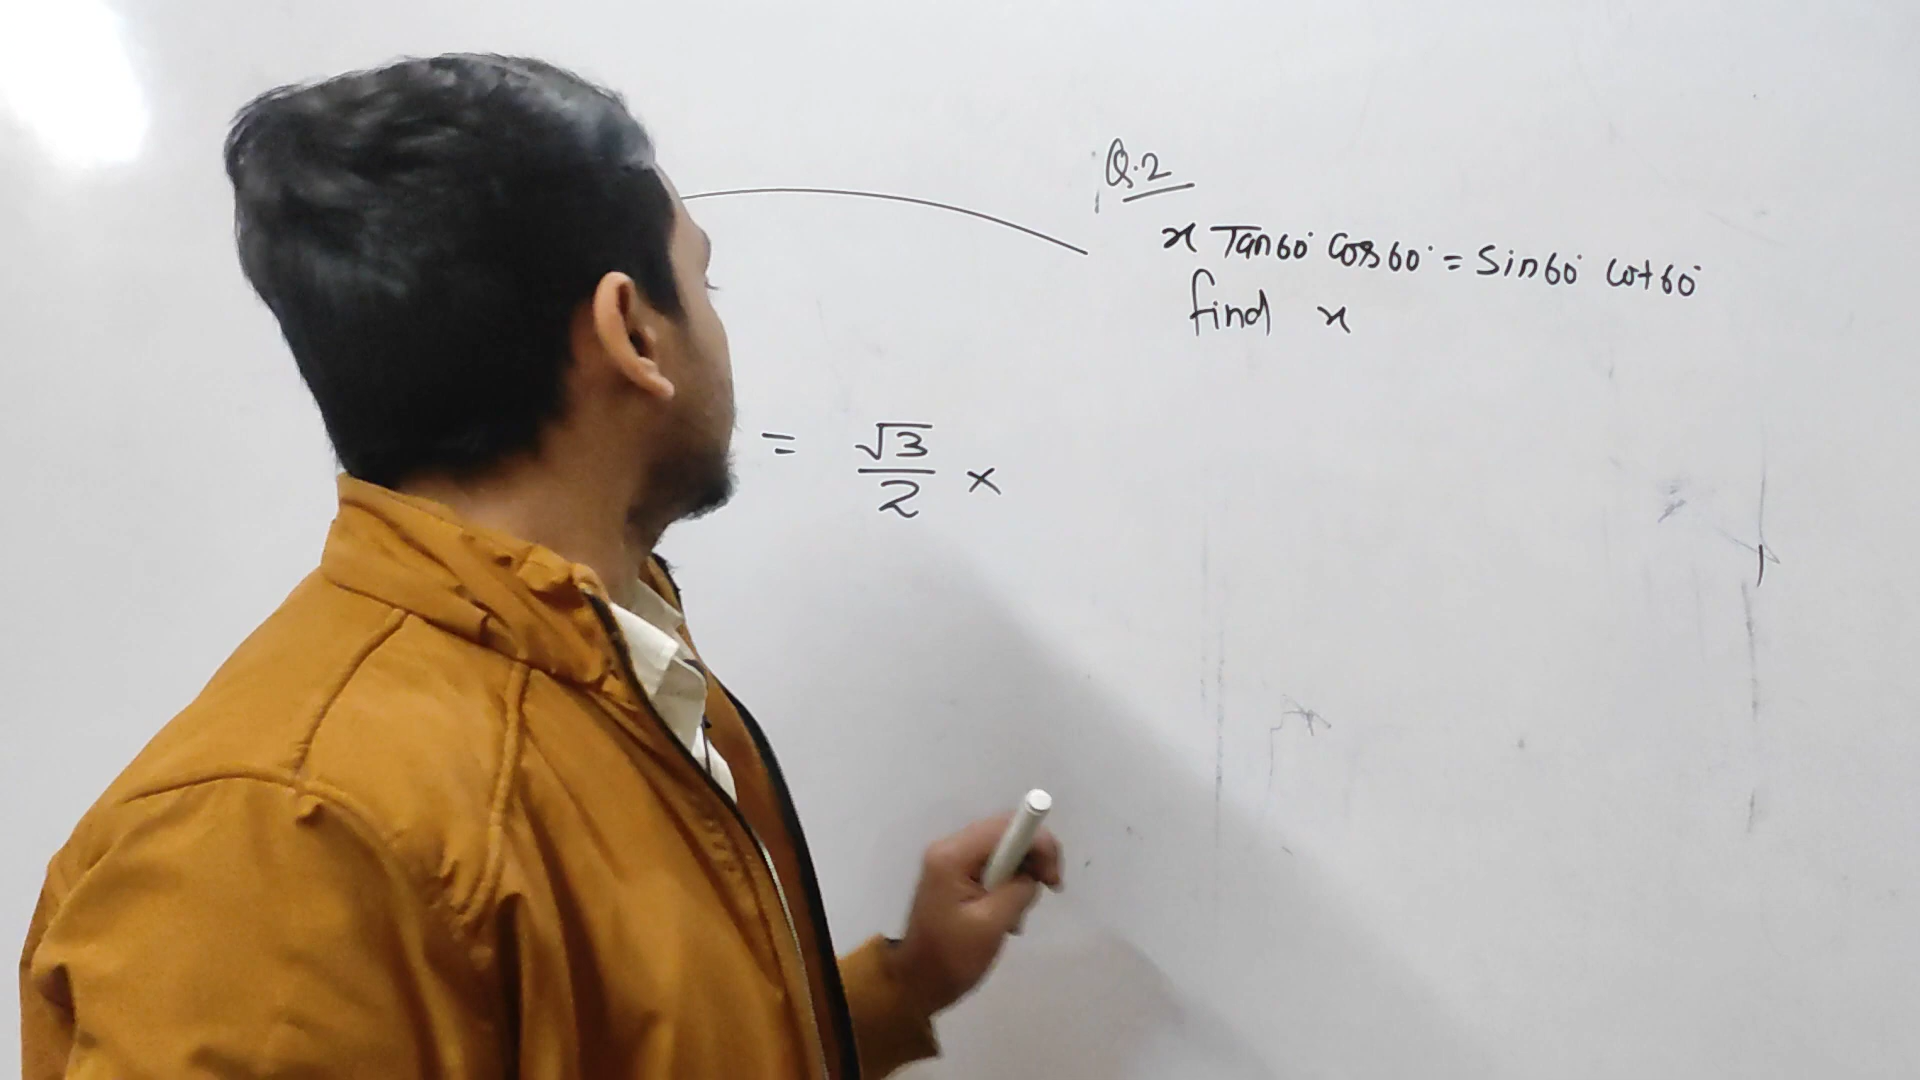 Q.2
x Tan60° Cos60° = Sin60° Cot60°
find x
= √3/2 ×